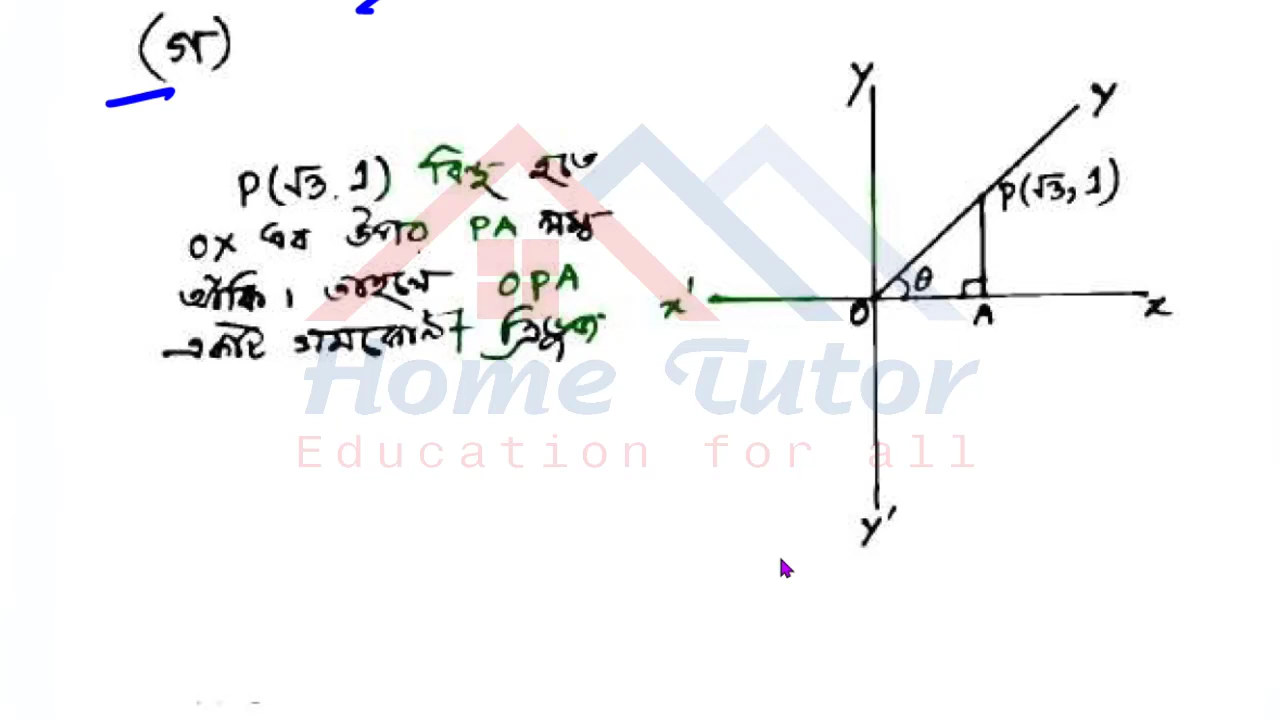 (গ)
P(√3, 1) বিন্দু হতে
OX এর উপর PA লম্ব
আঁকি। তাহলে OPA
একটি সমকোণী ত্রিভুজ
y
y
P(√3, 1)
θ
x'
O
A
x
y'
Home Tutor
Education for all